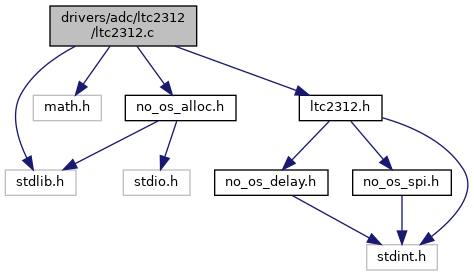 drivers/adc/ltc2312
/ltc2312.c
math.h
no_os_alloc.h
ltc2312.h
stdlib.h
stdio.h
no_os_delay.h
no_os_spi.h
stdint.h